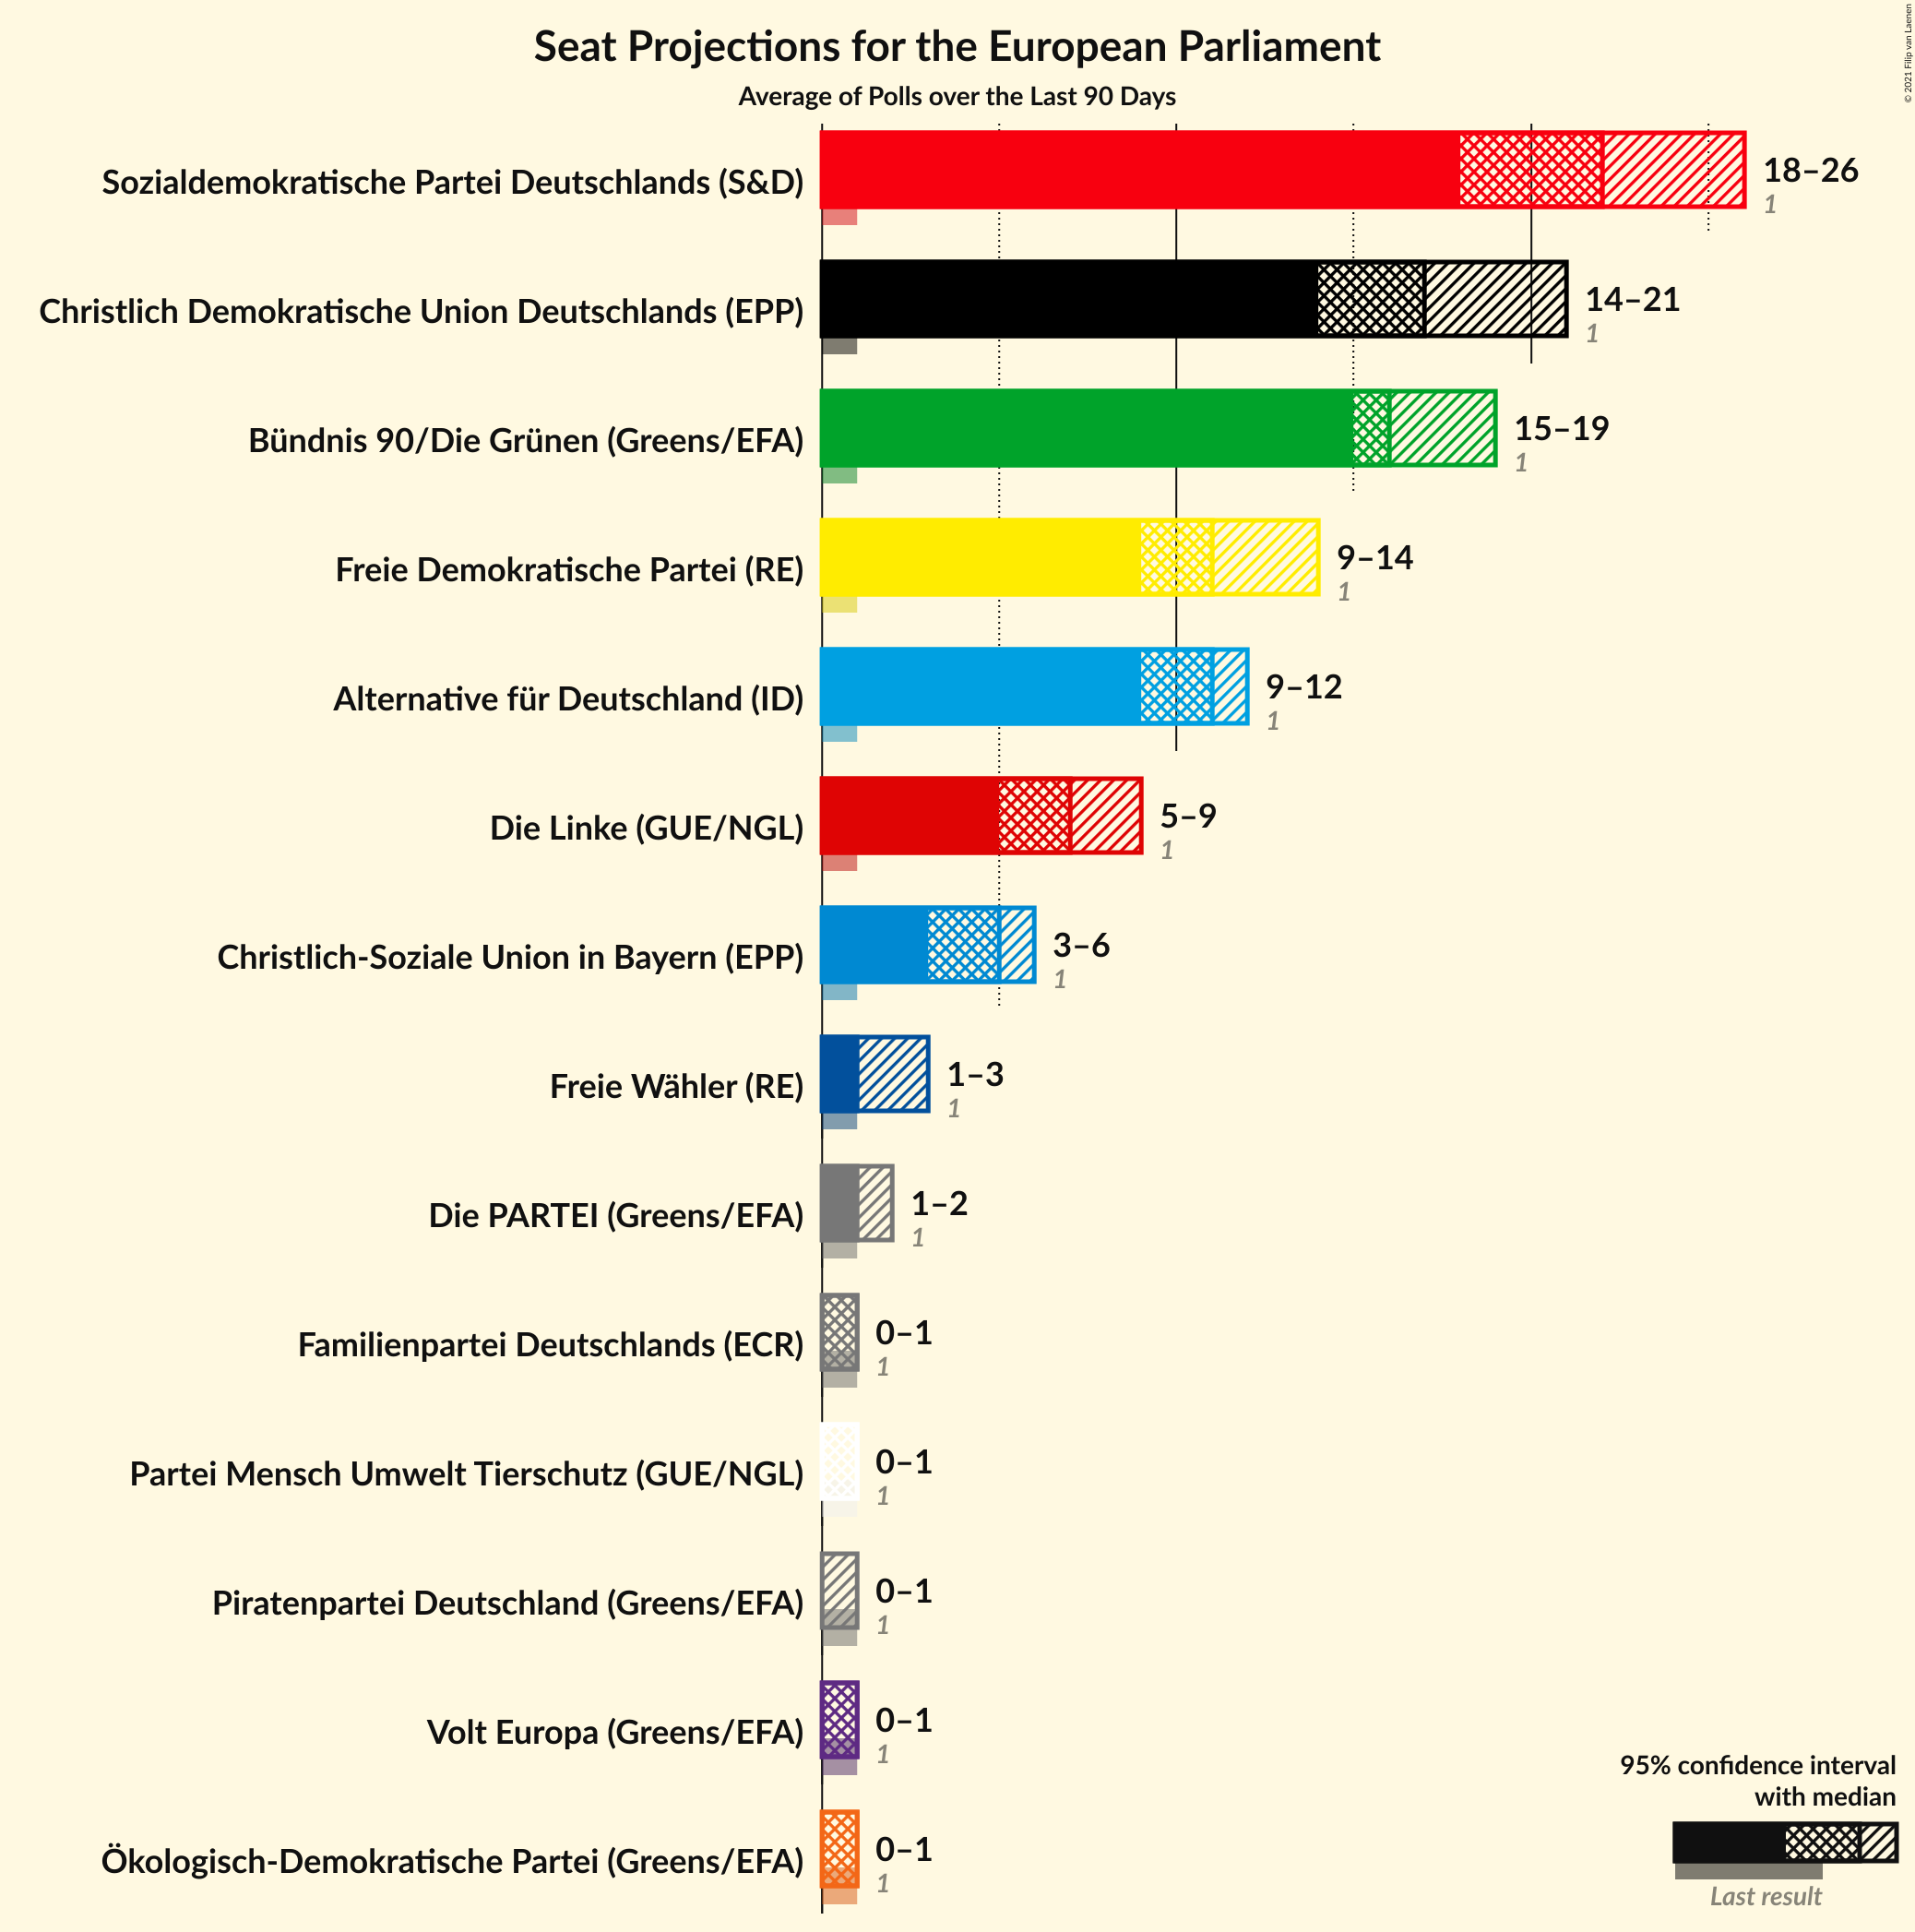 Seat Projections for the European Parliament
Average of Polls over the Last 90 Days
© 2021 Filip van Laenen
Sozialdemokratische Partei Deutschlands (S&D)
18–26
1
Christlich Demokratische Union Deutschlands (EPP)
14–21
1
Bündnis 90/Die Grünen (Greens/EFA)
15–19
1
Freie Demokratische Partei (RE)
9–14
1
Alternative für Deutschland (ID)
9–12
1
Die Linke (GUE/NGL)
5–9
1
Christlich-Soziale Union in Bayern (EPP)
3–6
1
Freie Wähler (RE)
1–3
1
Die PARTEI (Greens/EFA)
1–2
1
Familienpartei Deutschlands (ECR)
0–1
1
Partei Mensch Umwelt Tierschutz (GUE/NGL)
0–1
1
Piratenpartei Deutschland (Greens/EFA)
0–1
1
Volt Europa (Greens/EFA)
0–1
1
Ökologisch-Demokratische Partei (Greens/EFA)
0–1
1
95% confidence interval
with median
Last result